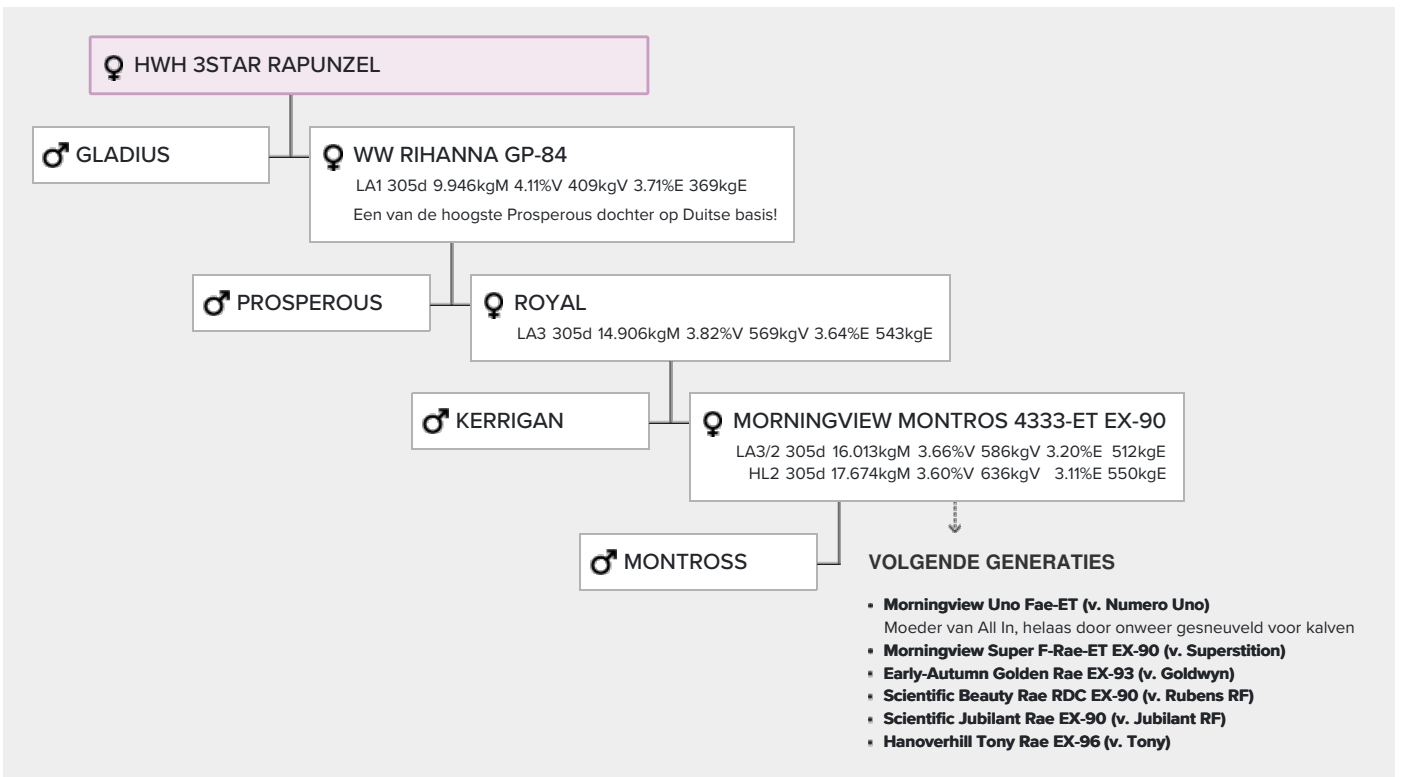 HWH 3STAR RAPUNZEL
GLADIUS
WW RIHANNA GP-84
LA1 305d 9.946kgM 4.11%V 409kgV 3.71%E 369kgE
Een van de hoogste Prosperous dochter op Duitse basis!
PROSPEROUS
ROYAL
LA3 305d 14.906kgM 3.82%V 569kgV 3.64%E 543kgE
KERRIGAN
MORNINGVIEW MONTROS 4333-ET EX-90
LA3/2 305d 16.013kgM 3.66%V 586kgV 3.20%E 512kgE
HL2 305d 17.674kgM 3.60%V 636kgV 3.11%E 550kgE
MONTROSS
VOLGENDE GENERATIES
• Morningview Uno Fae-ET (v. Numero Uno)
Moeder van All In, helaas door onweer gesneuveld voor kalven
• Morningview Super F-Rae-ET EX-90 (v. Superstition)
• Early-Autumn Golden Rae EX-93 (v. Goldwyn)
• Scientific Beauty Rae RDC EX-90 (v. Rubens RF)
• Scientific Jubilant Rae EX-90 (v. Jubilant RF)
• Hanoverhill Tony Rae EX-96 (v. Tony)